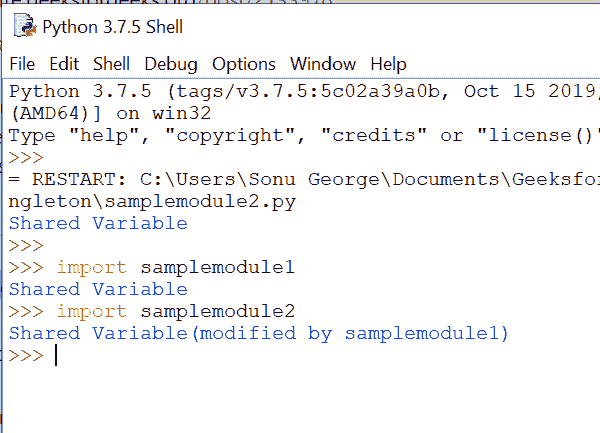 Python 3.7.5 Shell
File Edit Shell Debug Options Window Help
Python 3.7.5 (tags/v3.7.5:5c02a39a0b, Oct 15 2019,
(AMD64)] on win32
Type "help", "copyright", "credits" or "license()"
>>>
= RESTART: C:\Users\Sonu George\Documents\Geeksfor
ngleton\samplemodule2.py
Shared Variable
>>>
>>> import samplemodule1
Shared Variable
>>> import samplemodule2
Shared Variable(modified by samplemodule1)
>>>